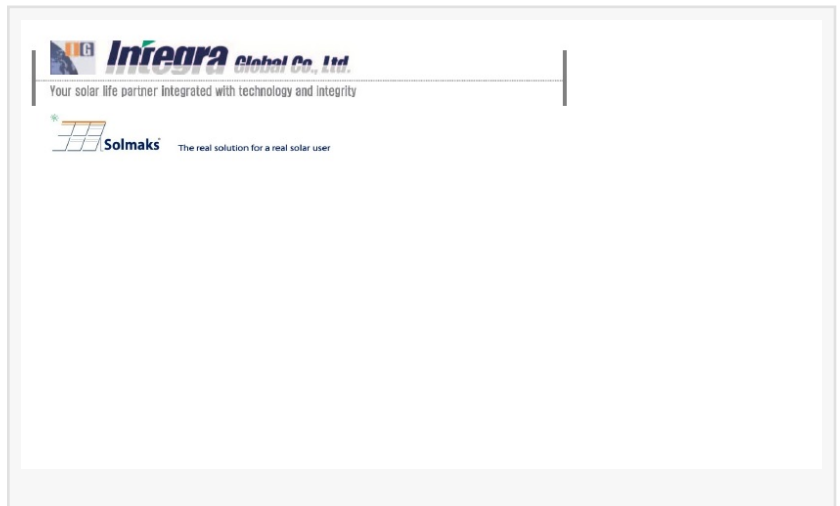 IG Integra Global Co., Ltd.
Your solar life partner integrated with technology and integrity
Solmaks The real solution for a real solar user